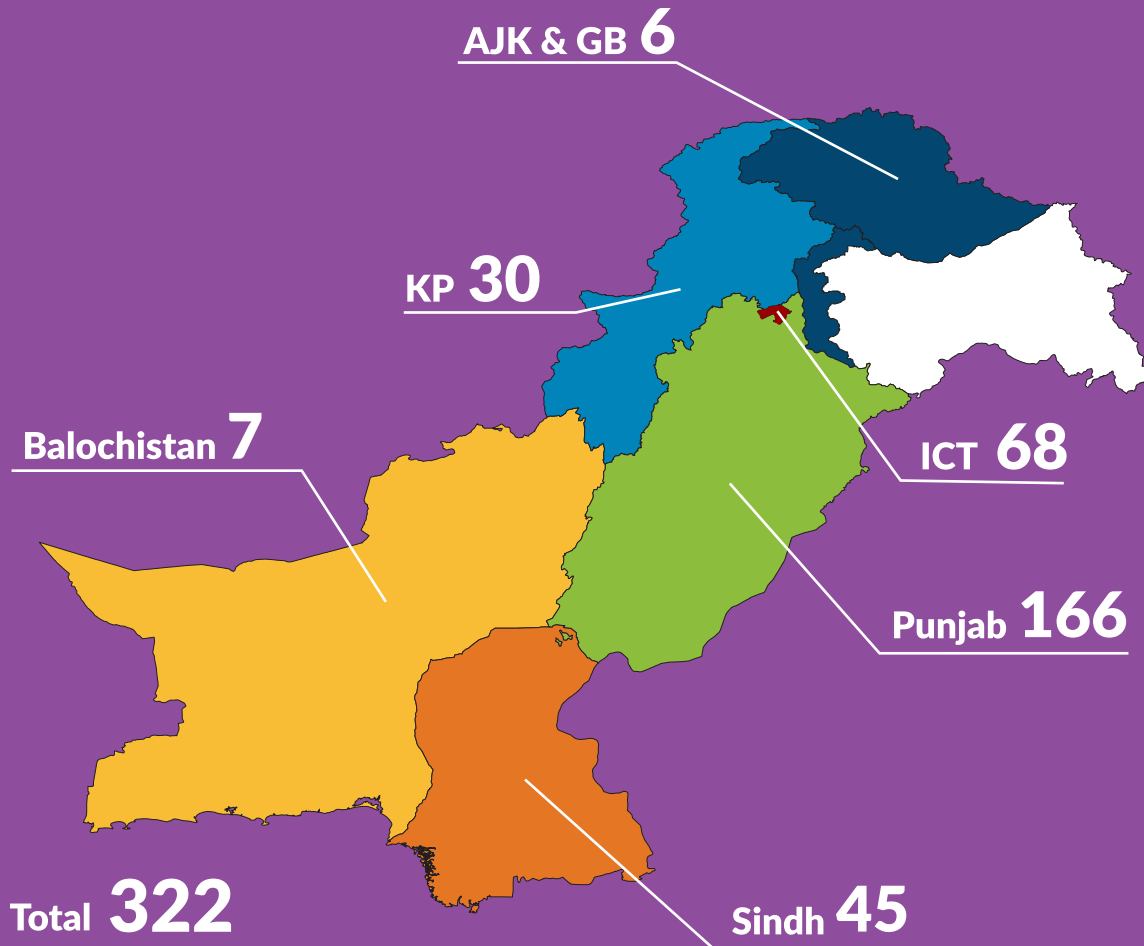 AJK & GB 6
KP 30
Balochistan 7
ICT 68
Punjab 166
Total 322
Sindh 45